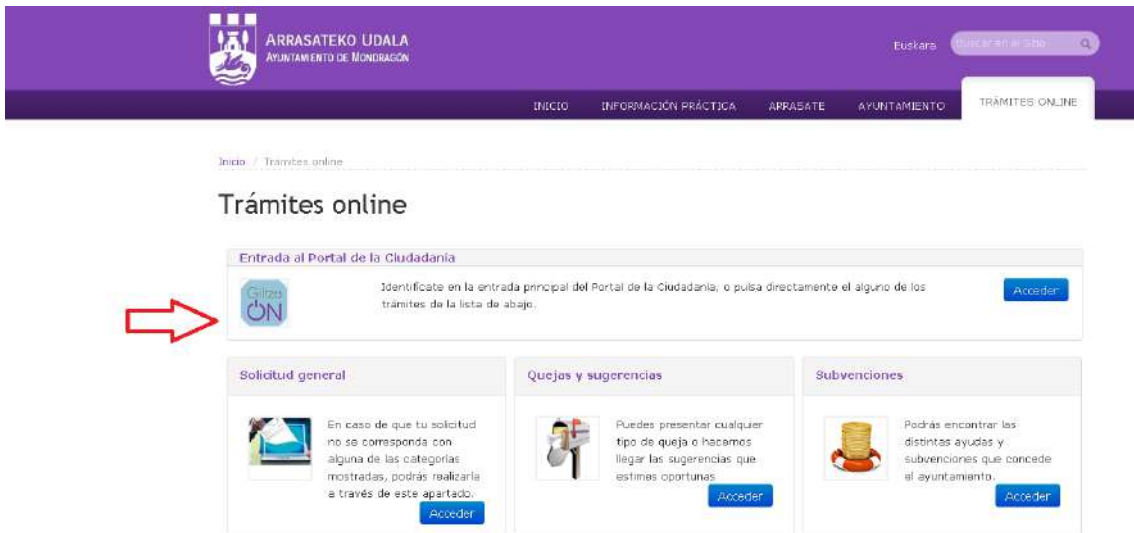 ARRASATEKO UDALA
AYUNTAMIENTO DE MONDRAGÓN
Euskara
Buscar en el Sitio
INICIO INFORMACIÓN PRÁCTICA ARRASATE AYUNTAMIENTO TRÁMITES ONLINE
Inicio / Trámites online
Trámites online
Entrada al Portal de la Ciudadanía
Giltza
ON
Identifícate en la entrada principal del Portal de la Ciudadanía, o pulsa directamente el alguno de los
trámites de la lista de abajo.
Acceder
Solicitud general
En caso de que tu solicitud
no se corresponda con
alguna de las categorías
mostradas, podrás realizarla
a través de este apartado.
Acceder
Quejas y sugerencias
Puedes presentar cualquier
tipo de queja o hacernos
llegar las sugerencias que
estimes oportunas
Acceder
Subvenciones
Podrás encontrar las
distintas ayudas y
subvenciones que concede
el ayuntamiento.
Acceder